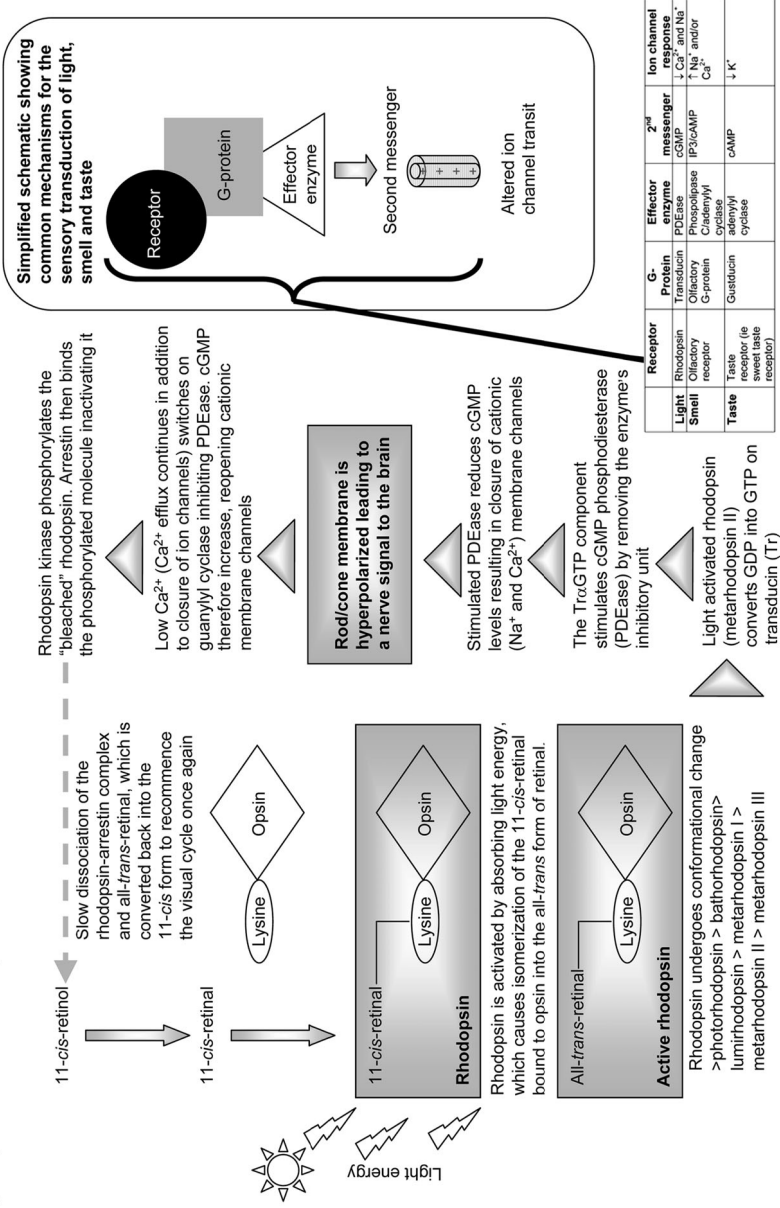 11-cis-retinol
11-cis-retinal
Light energy
Slow dissociation of the
rhodopsin-arrestin complex
and all-trans-retinal, which is
converted back into the
11-cis form to recommence
the visual cycle once again
Lysine
Opsin
11-cis-retinal
Lysine
Opsin
Rhodopsin
Rhodopsin is activated by absorbing light energy,
which causes isomerization of the 11-cis-retinal
bound to opsin into the all-trans form of retinal.
All-trans-retinal
Lysine
Opsin
Active rhodopsin
Rhodopsin undergoes conformational change
>photorhodopsin > bathorhodopsin>
lumirhodopsin > metarhodopsin I >
metarhodopsin II > metarhodopsin III
Light activated rhodopsin
(metarhodopsin II)
converts GDP into GTP on
transducin (Tr)
The TrαGTP component
stimulates cGMP phosphodiesterase
(PDEase) by removing the enzyme's
inhibitory unit
Stimulated PDEase reduces cGMP
levels resulting in closure of cationic
(Na⁺ and Ca²⁺) membrane channels
Rod/cone membrane is
hyperpolarized leading to
a nerve signal to the brain
Low Ca²⁺ (Ca²⁺ efflux continues in addition
to closure of ion channels) switches on
guanylyl cyclase inhibiting PDEase. cGMP
therefore increase, reopening cationic
membrane channels
Rhodopsin kinase phosphorylates the
"bleached" rhodopsin. Arrestin then binds
the phosphorylated molecule inactivating it
Simplified schematic showing
common mechanisms for the
sensory transduction of light,
smell and taste
Receptor
G-protein
Effector
enzyme
Second messenger
+ + + +
Altered ion
channel transit
Receptor G-Protein Effector enzyme 2nd messenger Ion channel response
Light Rhodopsin Transducin PDEase cGMP ↓ Ca²⁺ and Na⁺
Smell Olfactory receptor Olfactory G-protein Phospolipase C/adenylyl cyclase IP3/cAMP ↑ Na⁺ and/or Ca²⁺
Taste Taste receptor (ie sweet taste receptor) Gustducin adenylyl cyclase cAMP ↓ K⁺